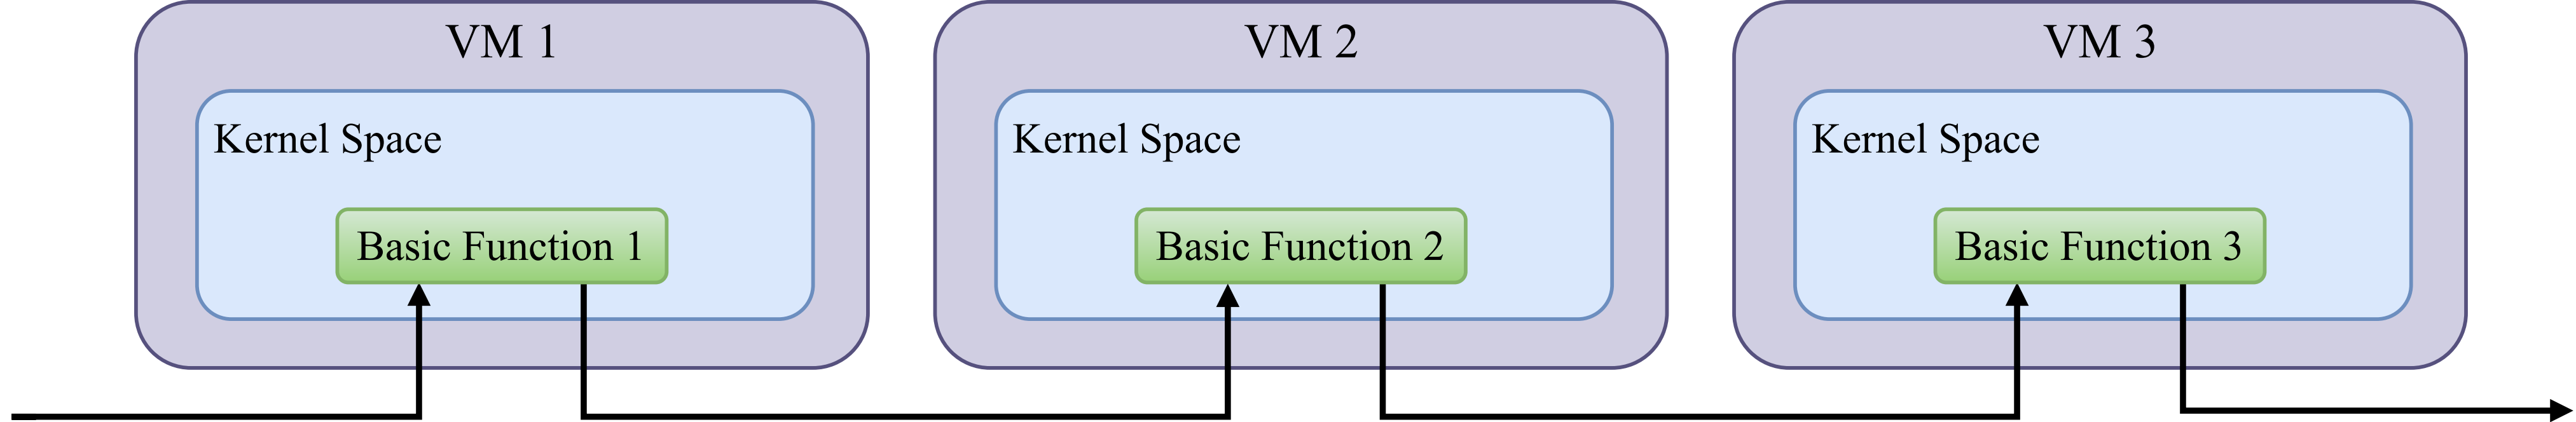 VM 1
Kernel Space
Basic Function 1
VM 2
Kernel Space
Basic Function 2
VM 3
Kernel Space
Basic Function 3